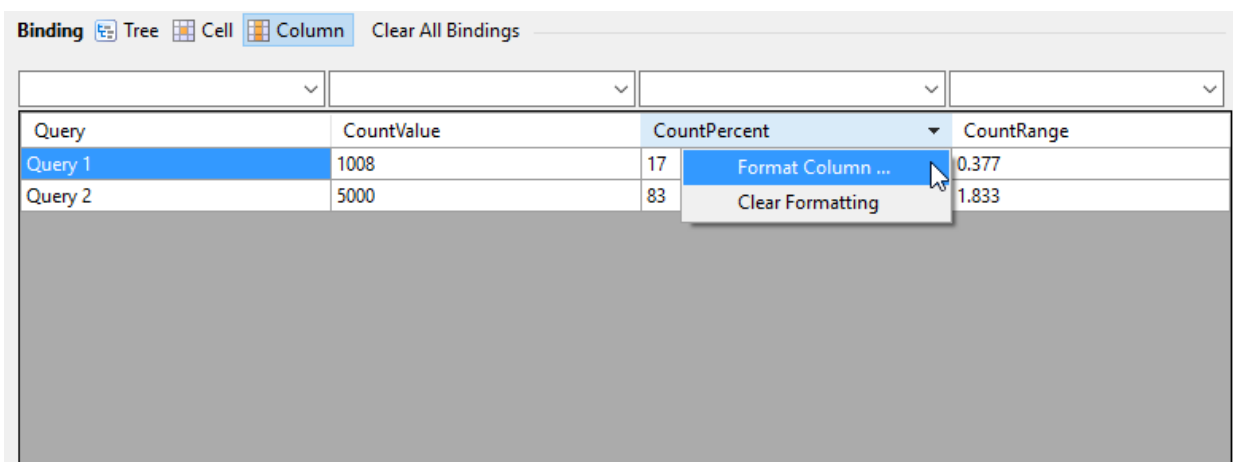 Binding Tree Cell Column Clear All Bindings
Query CountValue CountPercent CountRange
Query 1 1008 17 Format Column ... 0.377
Query 2 5000 83 Clear Formatting 1.833